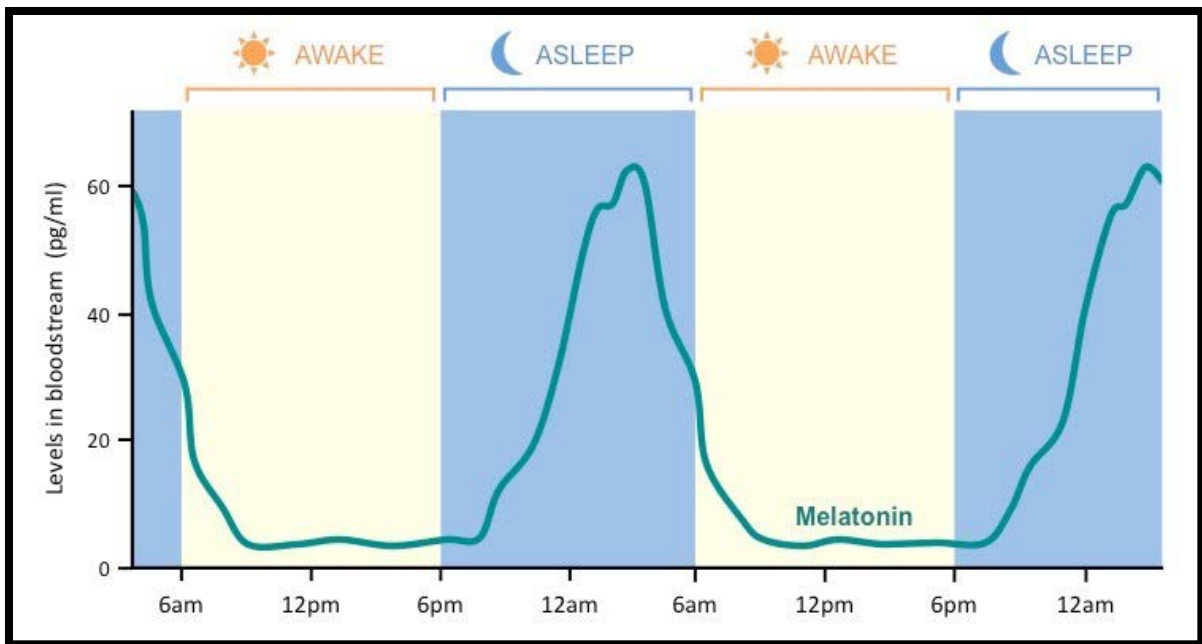 AWAKE
ASLEEP
AWAKE
ASLEEP
Levels in bloodstream (pg/ml)
60
40
20
0
Melatonin
6am
12pm
6pm
12am
6am
12pm
6pm
12am